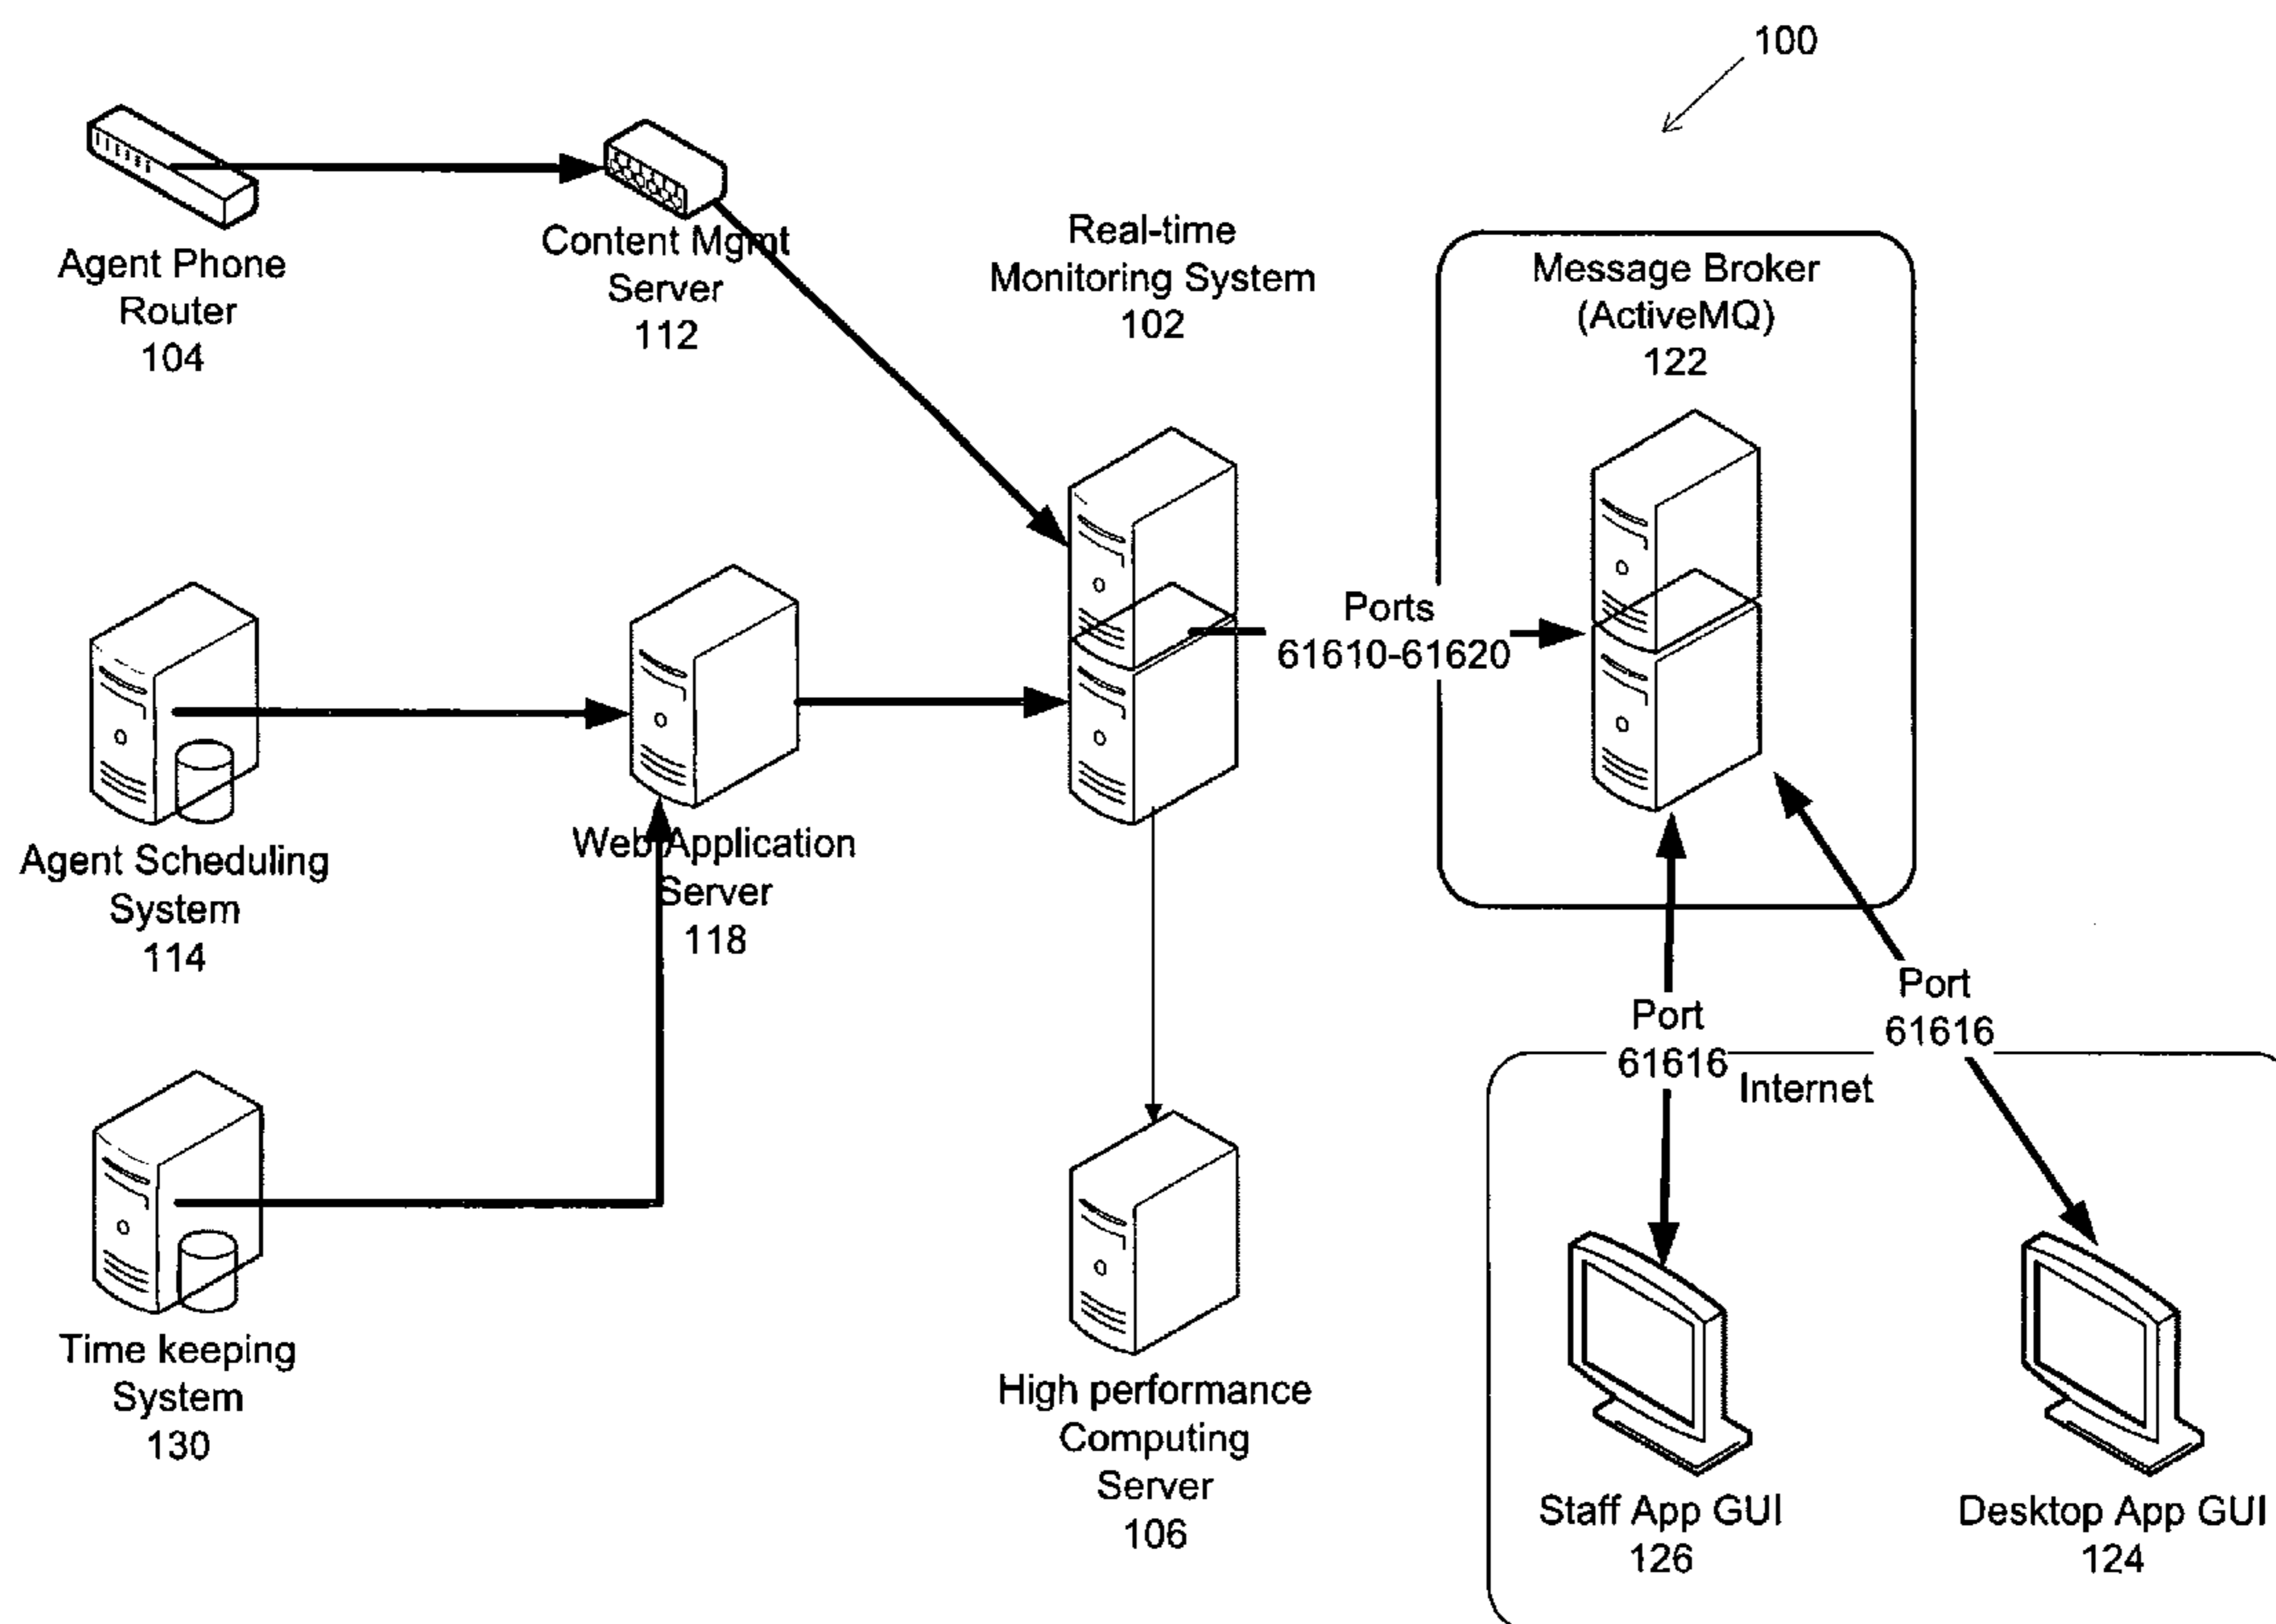 100
Agent Phone
Router
104
Content Mgmt
Server
112
Real-time
Monitoring System
102
Message Broker
(ActiveMQ)
122
Ports
61610-61620
Agent Scheduling
System
114
Web Application
Server
118
Port
61616
Port
61616
Internet
Time keeping
System
130
High performance
Computing
Server
106
Staff App GUI
126
Desktop App GUI
124